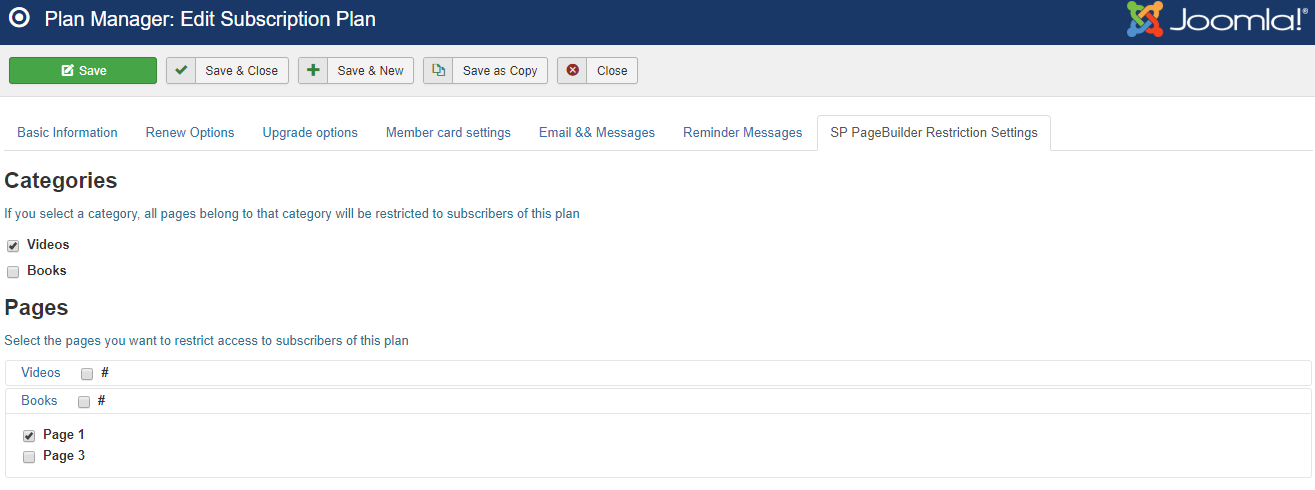 Plan Manager: Edit Subscription Plan
Joomla!®
Save
Save & Close
Save & New
Save as Copy
Close
Basic Information
Renew Options
Upgrade options
Member card settings
Email && Messages
Reminder Messages
SP PageBuilder Restriction Settings
Categories
If you select a category, all pages belong to that category will be restricted to subscribers of this plan
Videos
Books
Pages
Select the pages you want to restrict access to subscribers of this plan
Videos #
Books #
Page 1
Page 3